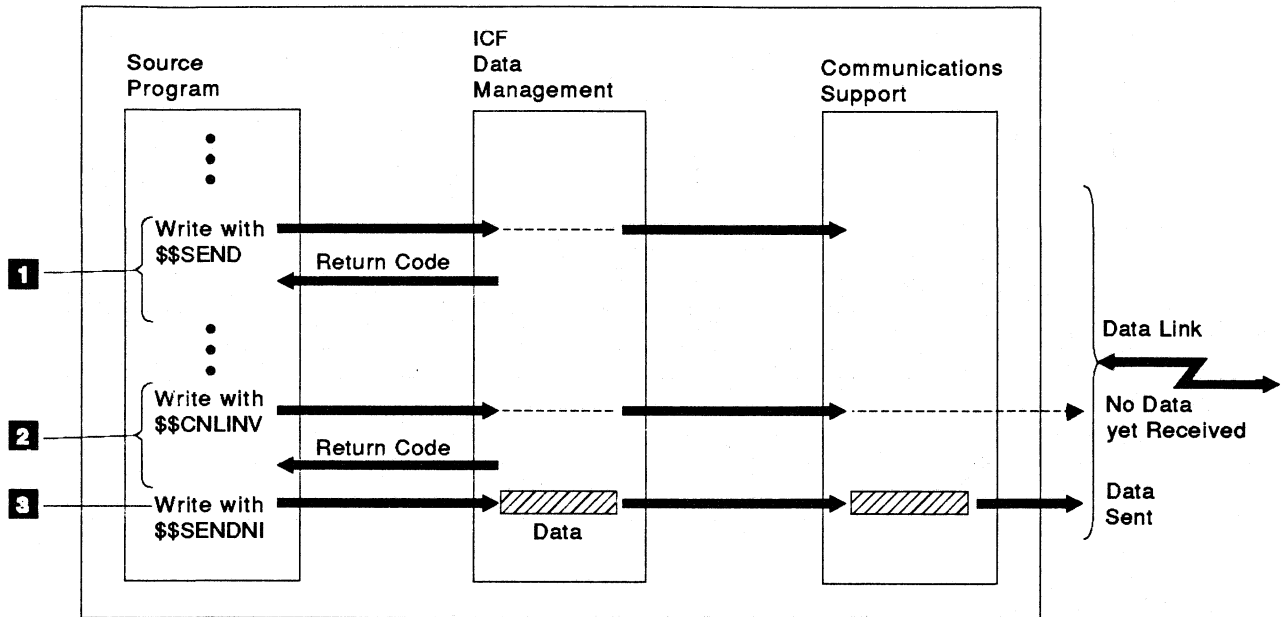 Source
Program
ICF
Data
Management
Communications
Support
1
Write with
$$SEND
Return Code
Data Link
2
Write with
$$CNLINV
Return Code
No Data
yet Received
3
Write with
$$SENDNI
Data
Data
Sent